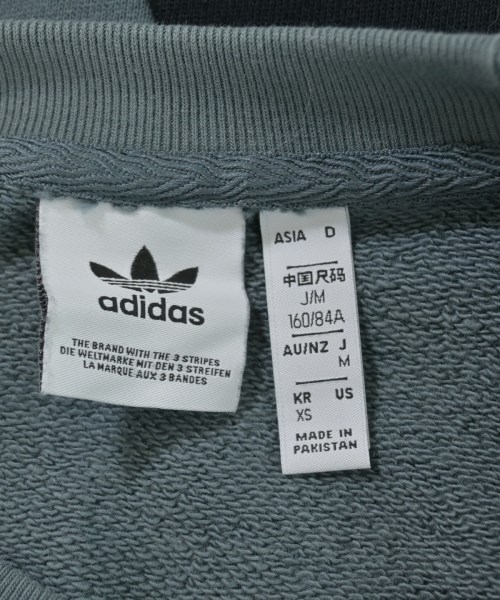 adidas
THE BRAND WITH THE 3 STRIPES
DIE WELTMARKE MIT DEN 3 STREIFEN
LA MARQUE AUX 3 BANDES
ASIA D
中国尺码
J/M
160/84A
AU/NZ J
M
KR US
XS
MADE IN
PAKISTAN